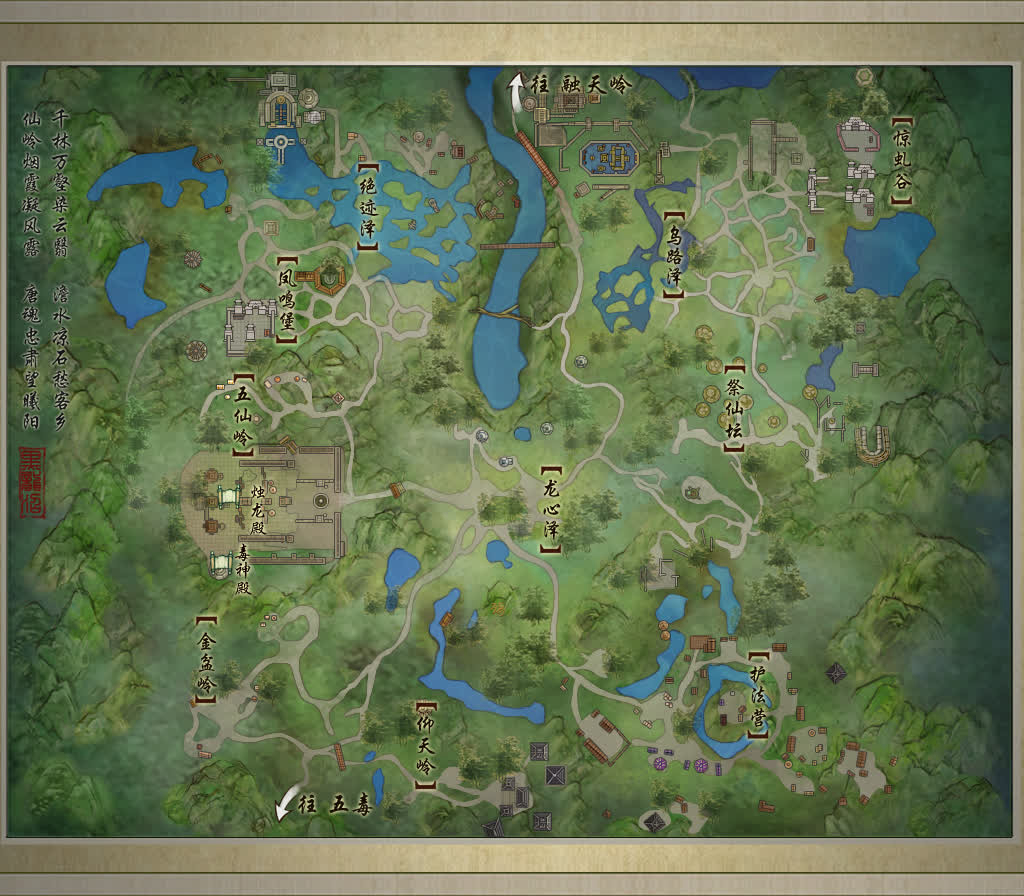 千林万壑染云翳 澹水凉石愁客乡
仙岭烟霞凝风露 唐魂忠肃望曦阳
往 融天岭
【惊虬谷】
【绝迹泽】
【乌路泽】
【凤鸣堡】
【祭仙坛】
【五仙岭】
【龙心泽】
烛龙殿
毒神殿
【金盆岭】
【护法营】
【仰天岭】
往 五毒